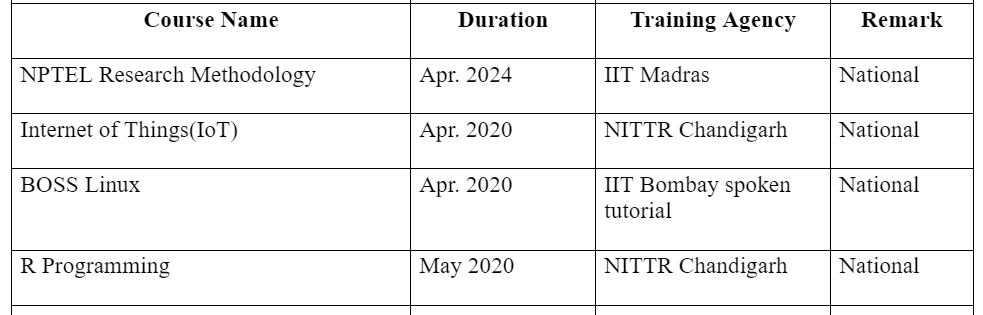 Course Name Duration Training Agency Remark
NPTEL Research Methodology Apr. 2024 IIT Madras National
Internet of Things(IoT) Apr. 2020 NITTR Chandigarh National
BOSS Linux Apr. 2020 IIT Bombay spoken National
tutorial
R Programming May 2020 NITTR Chandigarh National